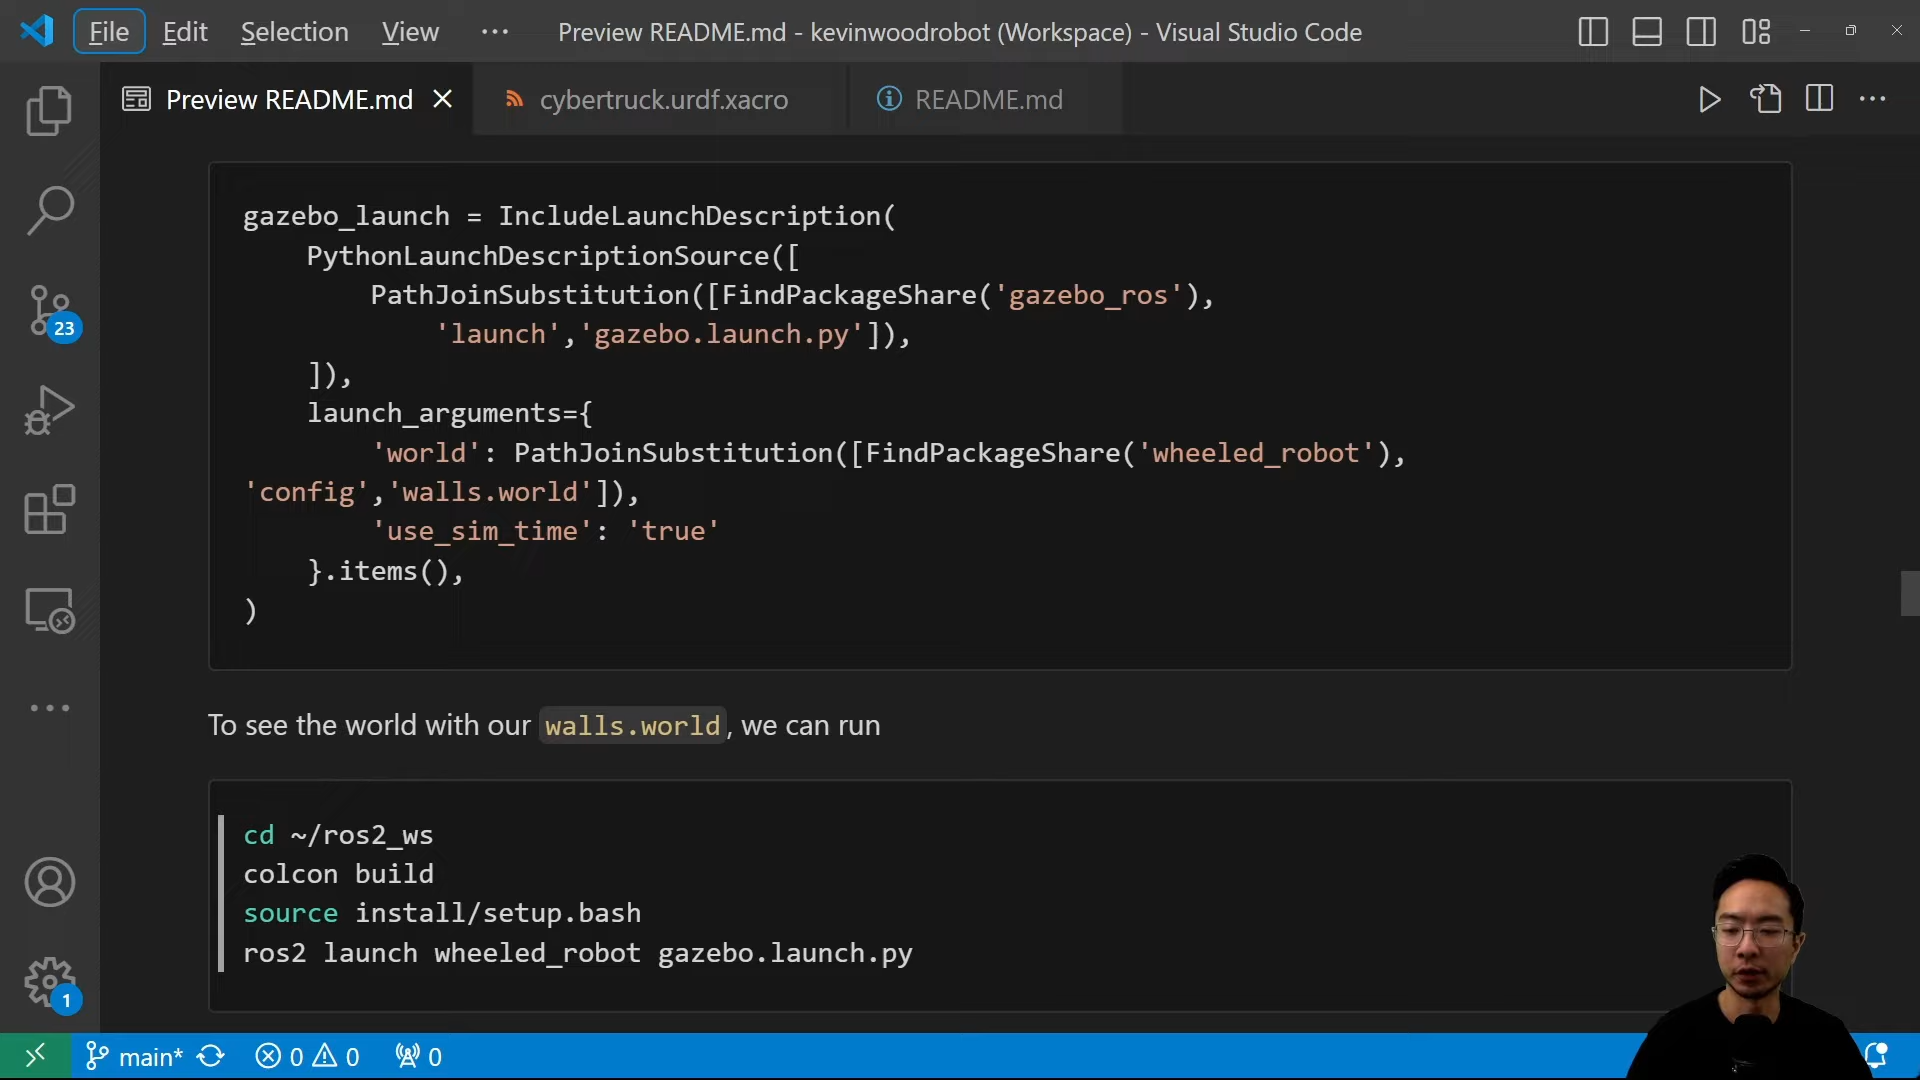 File Edit Selection View ··· Preview README.md - kevinwoodrobot (Workspace) - Visual Studio Code
Preview README.md cybertruck.urdf.xacro README.md
gazebo_launch = IncludeLaunchDescription(
PythonLaunchDescriptionSource([
PathJoinSubstitution([FindPackageShare('gazebo_ros'),
'launch','gazebo.launch.py']),
]),
launch_arguments={
'world': PathJoinSubstitution([FindPackageShare('wheeled_robot'),
'config','walls.world']),
'use_sim_time': 'true'
}.items(),
)
23
To see the world with our walls.world, we can run
cd ~/ros2_ws
colcon build
source install/setup.bash
ros2 launch wheeled_robot gazebo.launch.py
1
main* 0 0 0